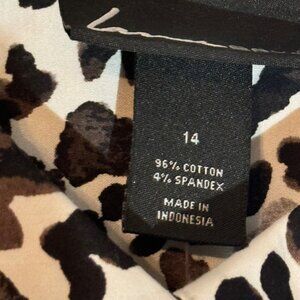 14
96% COTTON
4% SPANDEX
MADE IN
INDONESIA